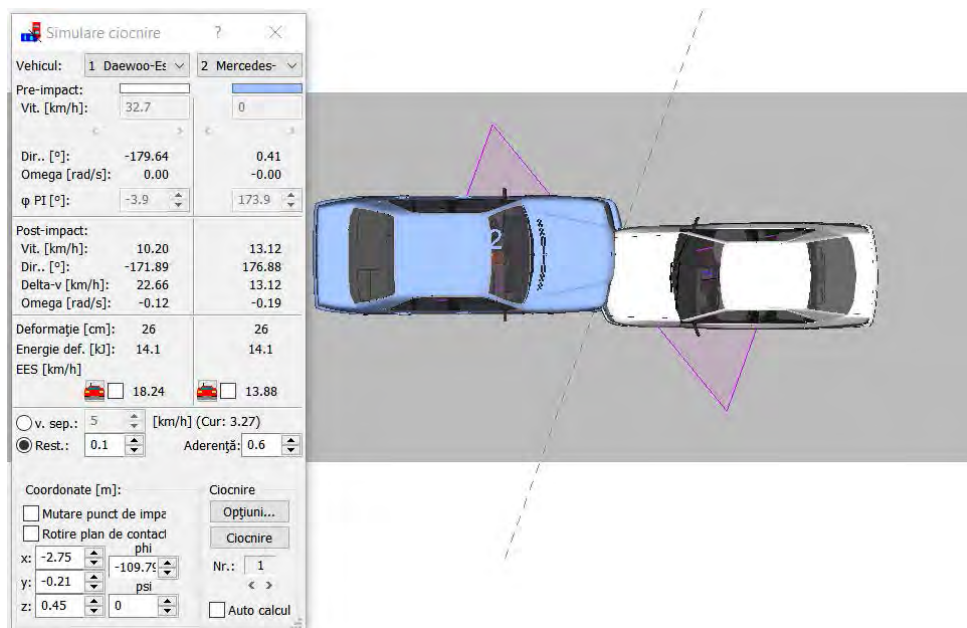 Simulare ciocnire ? ×
Vehicul: 1 Daewoo-Es 2 Mercedes-
Pre-impact:
Vit. [km/h]: 32.7 0
< > < >
Dir.. [°]: -179.64 0.41
Omega [rad/s]: 0.00 -0.00
φ PI [°]: -3.9 173.9
Post-impact:
Vit. [km/h]: 10.20 13.12
Dir.. [°]: -171.89 176.88
Delta-v [km/h]: 22.66 13.12
Omega [rad/s]: -0.12 -0.19
Deformaţie [cm]: 26 26
Energie def. [kJ]: 14.1 14.1
EES [km/h]
18.24 13.88
v. sep.: 5 [km/h] (Cur: 3.27)
Rest.: 0.1 Aderenţă: 0.6
Coordonate [m]: Ciocnire
Mutare punct de impa Opţiuni...
Rotire plan de contact Ciocnire
phi
x: -2.75 -109.79 Nr.: 1
y: -0.21 psi < >
z: 0.45 0 Auto calcul
2